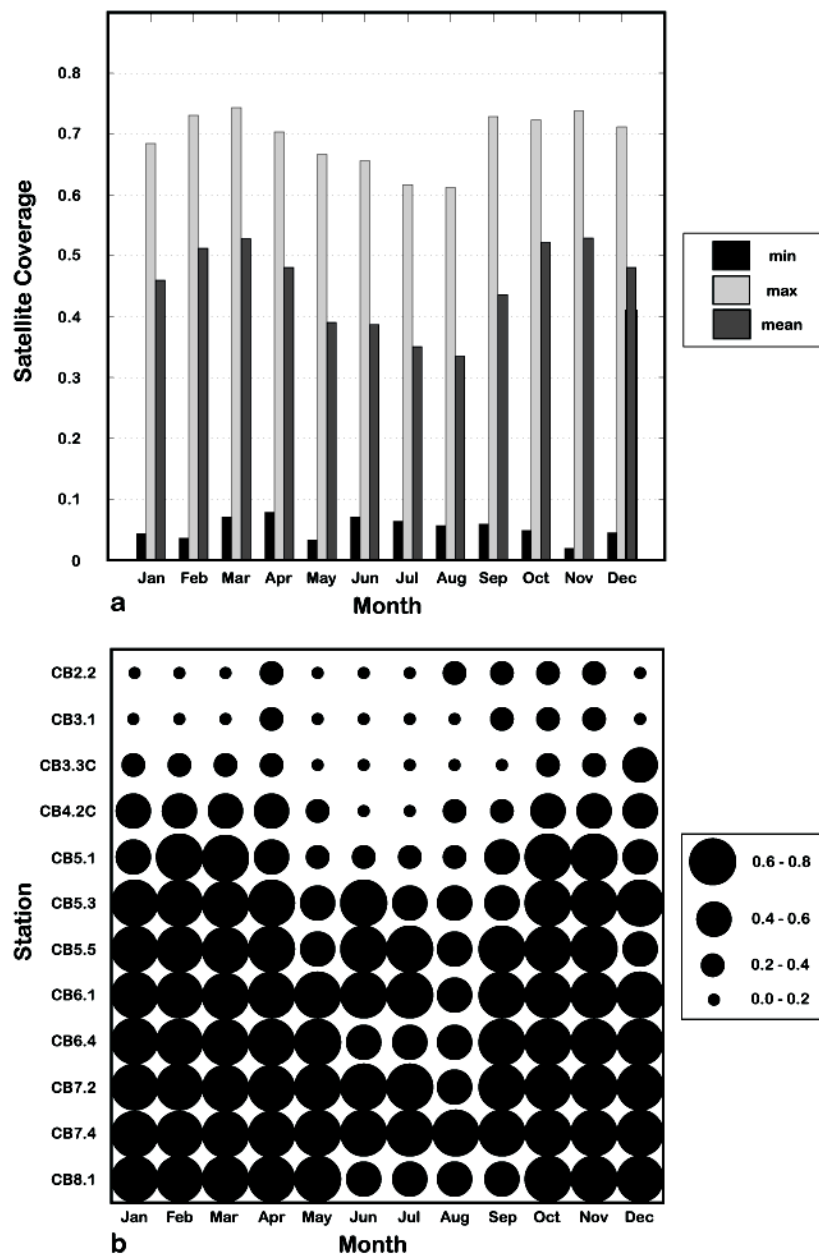 Satellite Coverage
0.8
0.7
0.6
0.5
0.4
0.3
0.2
0.1
0
Jan Feb Mar Apr May Jun Jul Aug Sep Oct Nov Dec
a
Month
min
max
mean
Station
CB2.2
CB3.1
CB3.3C
CB4.2C
CB5.1
CB5.3
CB5.5
CB6.1
CB6.4
CB7.2
CB7.4
CB8.1
Jan Feb Mar Apr May Jun Jul Aug Sep Oct Nov Dec
b
Month
0.6 - 0.8
0.4 - 0.6
0.2 - 0.4
0.0 - 0.2